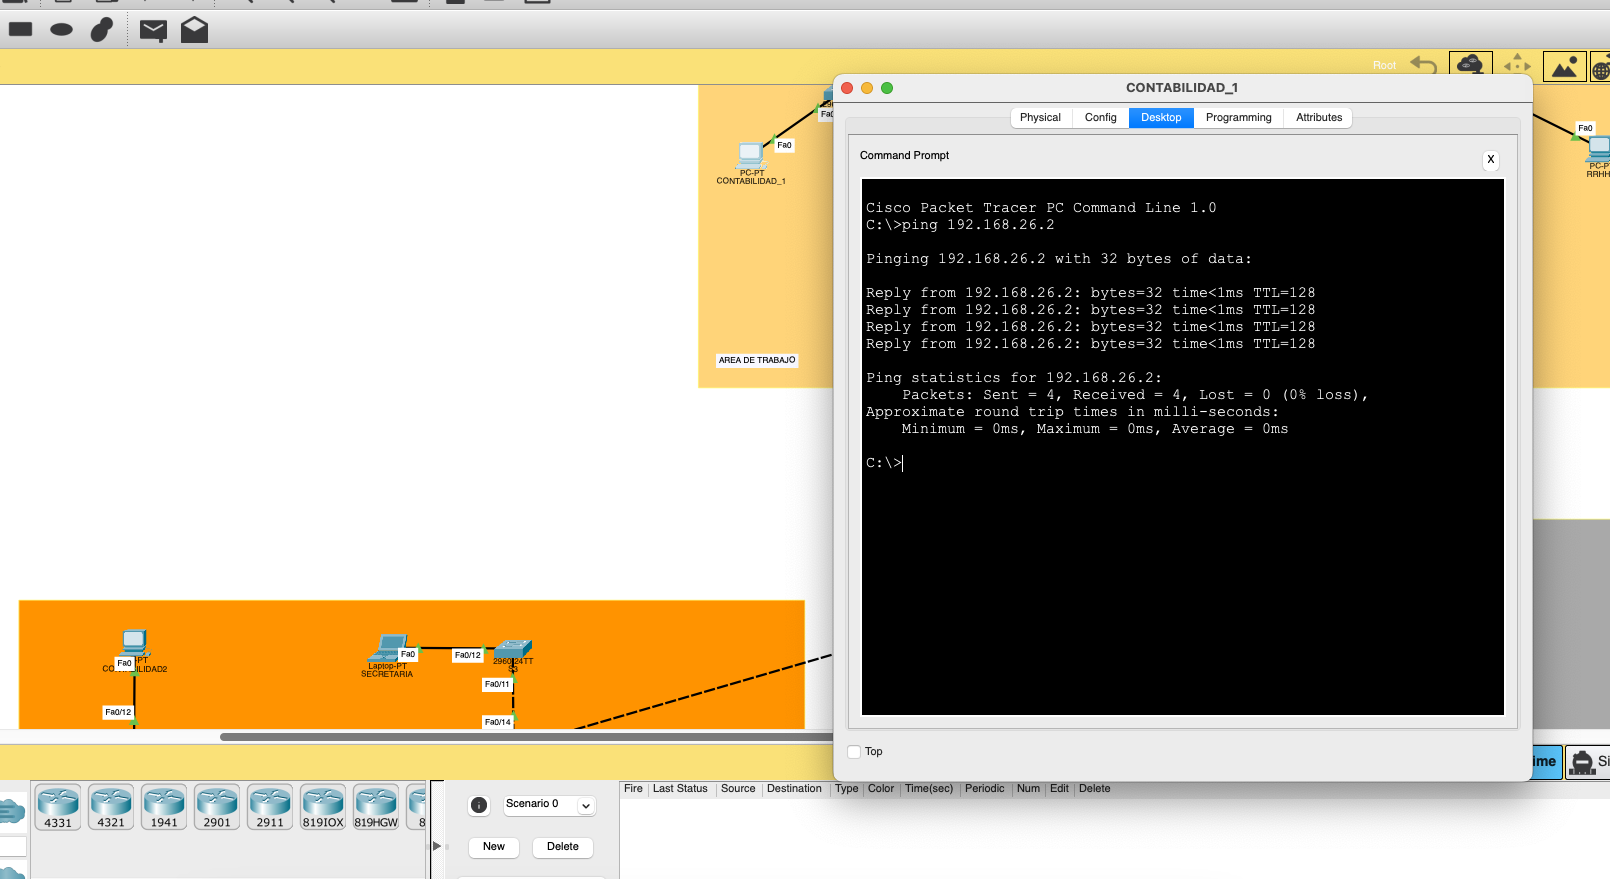 Root
CONTABILIDAD_1
Physical
Config
Desktop
Programming
Attributes
Command Prompt
X
Cisco Packet Tracer PC Command Line 1.0
C:\>ping 192.168.26.2
Pinging 192.168.26.2 with 32 bytes of data:
Reply from 192.168.26.2: bytes=32 time<1ms TTL=128
Reply from 192.168.26.2: bytes=32 time<1ms TTL=128
Reply from 192.168.26.2: bytes=32 time<1ms TTL=128
Reply from 192.168.26.2: bytes=32 time<1ms TTL=128
Ping statistics for 192.168.26.2:
Packets: Sent = 4, Received = 4, Lost = 0 (0% loss),
Approximate round trip times in milli-seconds:
Minimum = 0ms, Maximum = 0ms, Average = 0ms
C:\>
Top
Fa0
PC-PT
CONTABILIDAD_1
AREA DE TRABAJO
Fa0
PC-P
RRHH
Fa0
Fa0/12
Laptop-PT
SECRETARIA
Fa0
Fa0/12
Fa0/11
Fa0/14
ime
Si
4331
4321
1941
2901
2911
819IOX
819HGW
8
Scenario 0
New
Delete
Fire
Last Status
Source
Destination
Type
Color
Time(sec)
Periodic
Num
Edit
Delete